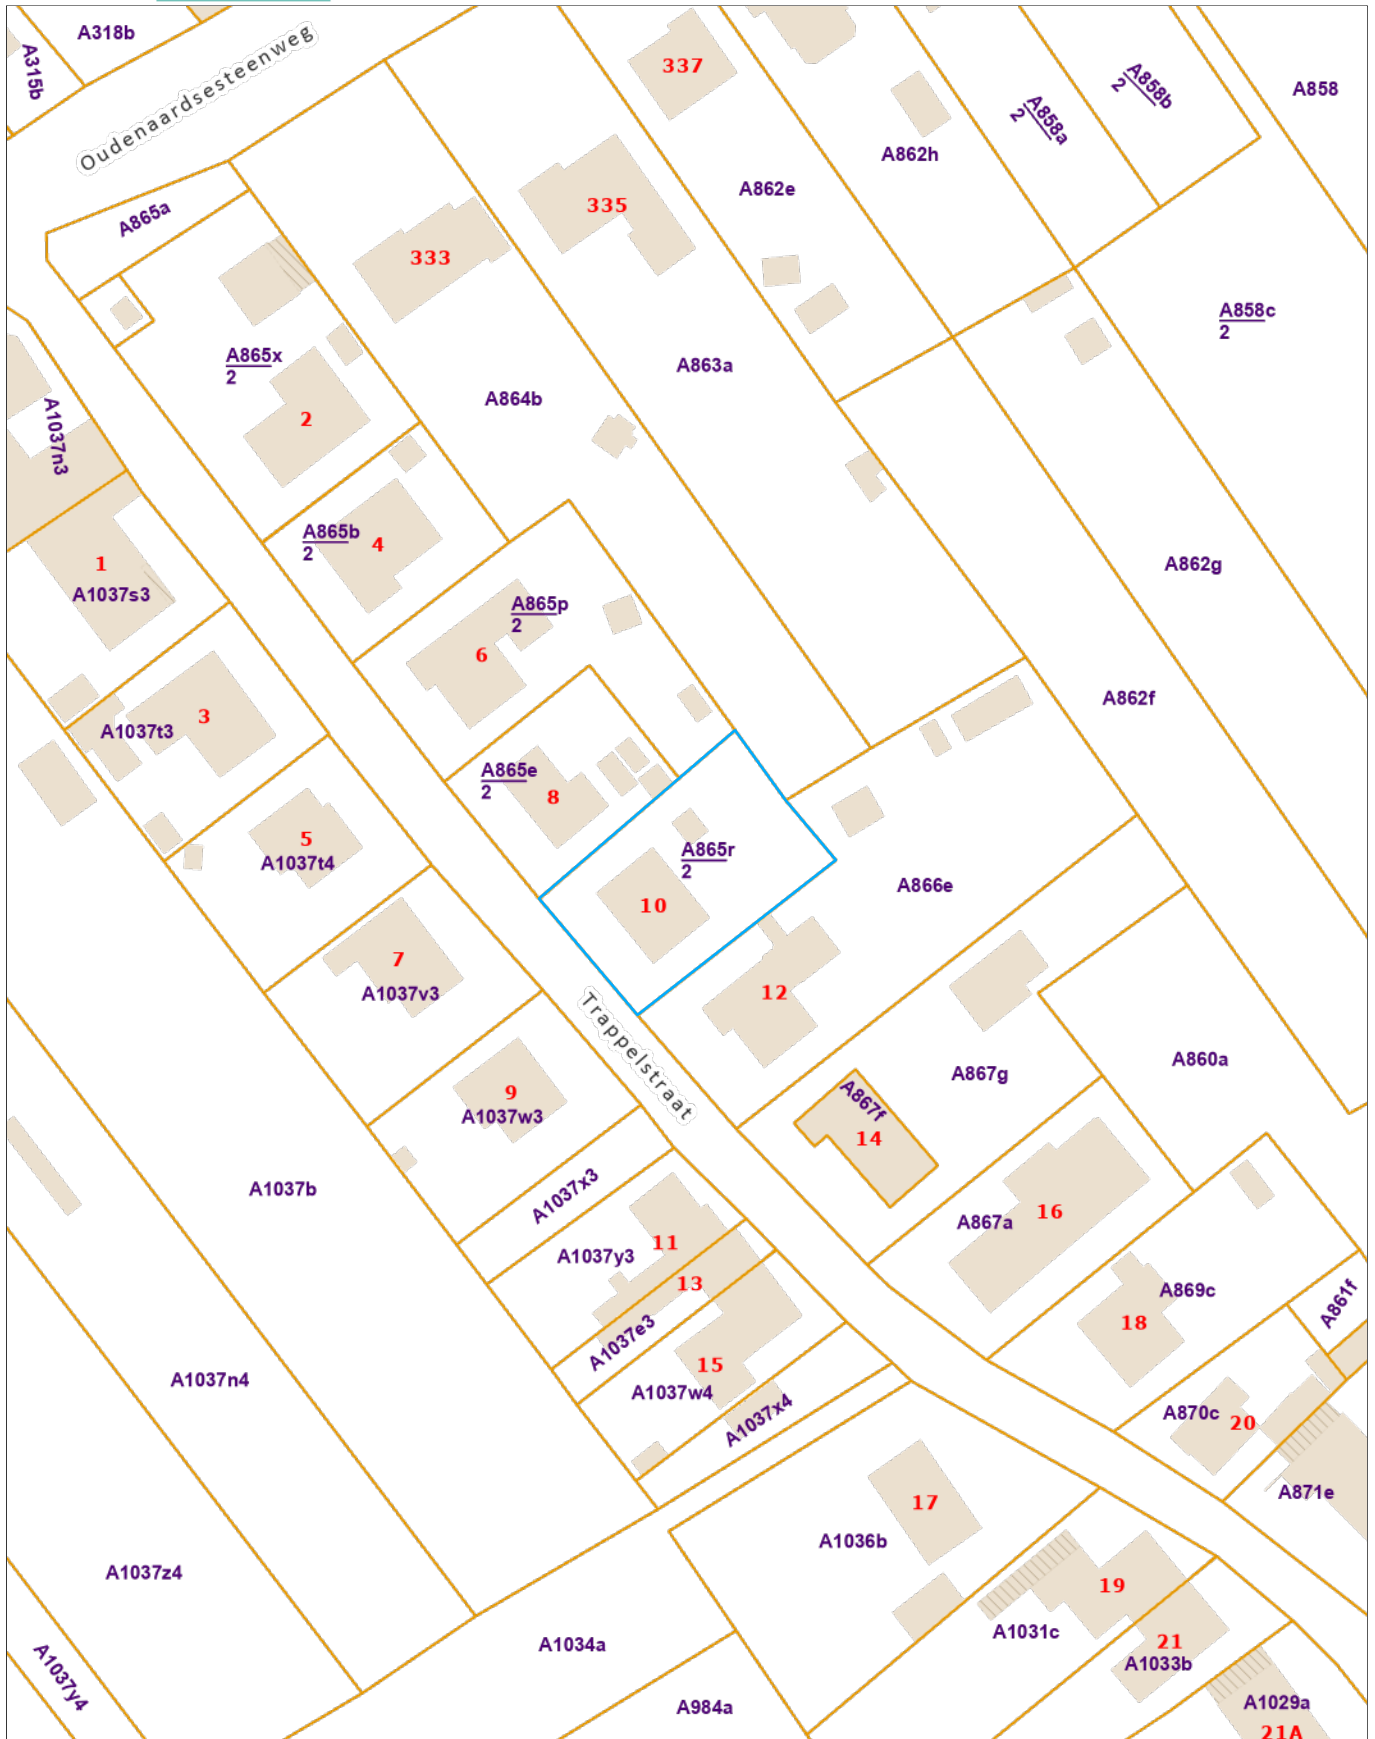 A318b
A315b
Oudenaardsesteenweg
337
A858
A858b
2
A858a
2
A862h
A862e
A865a
335
333
A858c
2
A865x
2
A863a
A864b
2
A1037n3
A865b
2
4
1
A1037s3
A862g
A865p
2
6
A862f
3
A1037t3
A865e
2
8
5
A1037t4
A865r
2
10
A866e
7
A1037v3
12
Trappelstraat
A860a
A867g
9
A1037w3
A867f
14
A1037b
A1037x3
A867a
16
11
A1037y3
13
A869c
18
A861f
A1037e3
15
A1037w4
A1037n4
A1037x4
A870c
20
A871e
17
A1036b
A1037z4
19
A1031c
A1034a
21
A1033b
A1037y4
A984a
A1029a
21A